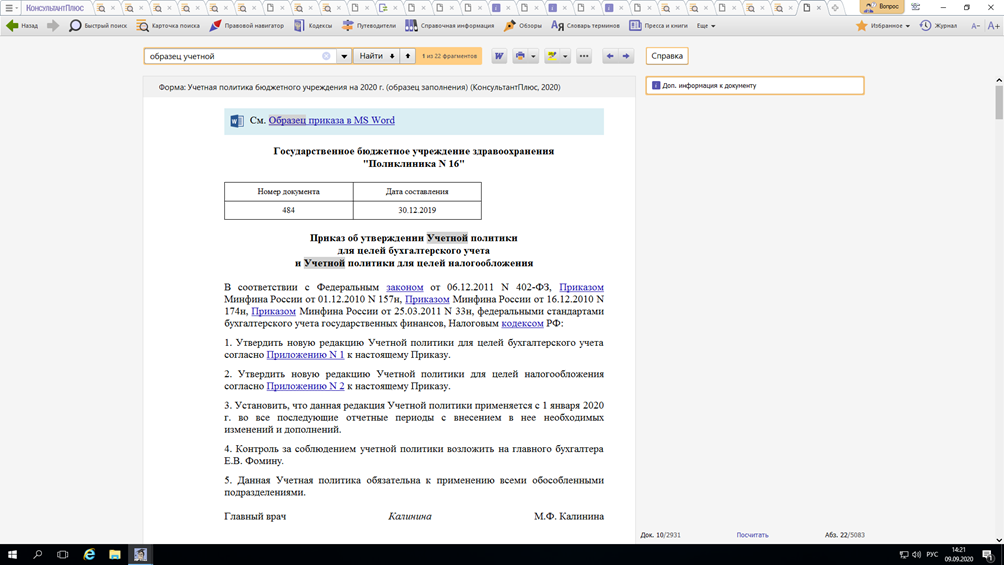 КонсультантПлюс
Вопрос
Назад
Быстрый поиск
Карточка поиска
Правовой навигатор
Кодексы
Путеводители
Справочная информация
Обзоры
Словарь терминов
Пресса и книги
Еще
Избранное
Журнал
А− А+
образец учетной
Найти
1 из 22 фрагментов
Справка
Форма: Учетная политика бюджетного учреждения на 2020 г. (образец заполнения) (КонсультантПлюс, 2020)
Доп. информация к документу
См. Образец приказа в MS Word
Государственное бюджетное учреждение здравоохранения
"Поликлиника N 16"
Номер документа Дата составления
484 30.12.2019
Приказ об утверждении Учетной политики
для целей бухгалтерского учета
и Учетной политики для целей налогообложения
В соответствии с Федеральным законом от 06.12.2011 N 402-ФЗ, Приказом
Минфина России от 01.12.2010 N 157н, Приказом Минфина России от 16.12.2010 N
174н, Приказом Минфина России от 25.03.2011 N 33н, федеральными стандартами
бухгалтерского учета государственных финансов, Налоговым кодексом РФ:
1. Утвердить новую редакцию Учетной политики для целей бухгалтерского учета
согласно Приложению N 1 к настоящему Приказу.
2. Утвердить новую редакцию Учетной политики для целей налогообложения
согласно Приложению N 2 к настоящему Приказу.
3. Установить, что данная редакция Учетной политики применяется с 1 января 2020
г. во все последующие отчетные периоды с внесением в нее необходимых
изменений и дополнений.
4. Контроль за соблюдением учетной политики возложить на главного бухгалтера
Е.В. Фомину.
5. Данная Учетная политика обязательна к применению всеми обособленными
подразделениями.
Главный врач Калинина М.Ф. Калинина
Док. 10/2931 Посчитать Абз. 22/5083
РУС
14:21
09.09.2020